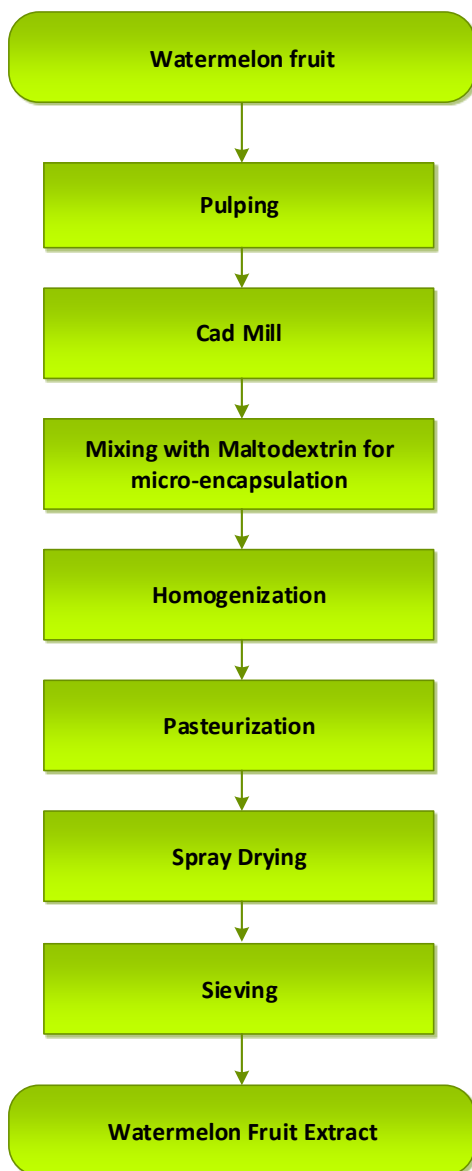 Watermelon fruit
Pulping
Cad Mill
Mixing with Maltodextrin for
micro-encapsulation
Homogenization
Pasteurization
Spray Drying
Sieving
Watermelon Fruit Extract